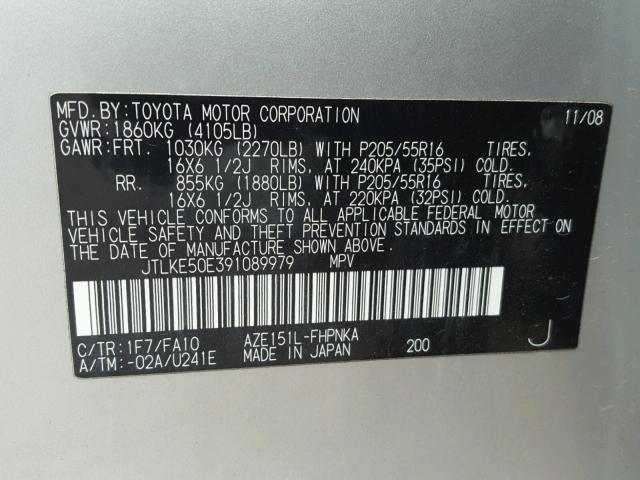 MFD.BY:TOYOTA MOTOR CORPORATION 11/08
GVWR:1860KG (4105LB)
GAWR:FRT. 1030KG (2270LB) WITH P205/55R16 TIRES,
16X6 1/2J RIMS, AT 240KPA (35PSI) COLD.
RR. 855KG (1880LB) WITH P205/55R16 TIRES,
16X6 1/2J RIMS, AT 220KPA (32PSI) COLD.
THIS VEHICLE CONFORMS TO ALL APPLICABLE FEDERAL MOTOR
VEHICLE SAFETY AND THEFT PREVENTION STANDARDS IN EFFECT ON
THE DATE OF MANUFACTURE SHOWN ABOVE.
JTLKE50E391089979 MPV
C/TR:1F7/FA10 AZE151L-FHPNKA
A/TM:-02A/U241E MADE IN JAPAN 200 J